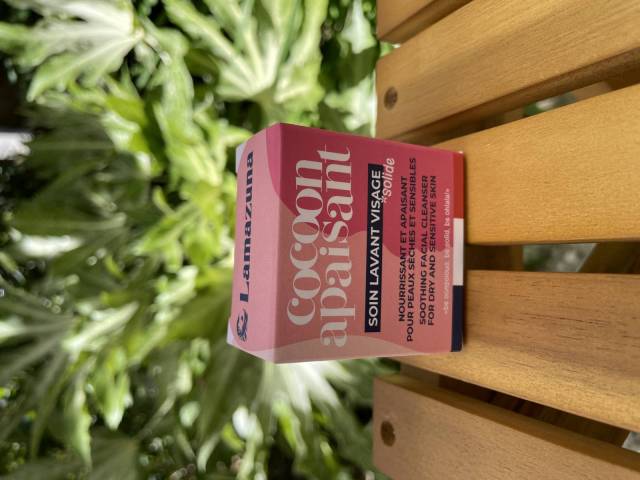 Lamazuna
cocoon
apaisant
SOIN LAVANT VISAGE
#solide
NOURRISSANT ET APAISANT
POUR PEAUX SÈCHES ET SENSIBLES
SOOTHING FACIAL CLEANSER
FOR DRY AND SENSITIVE SKIN